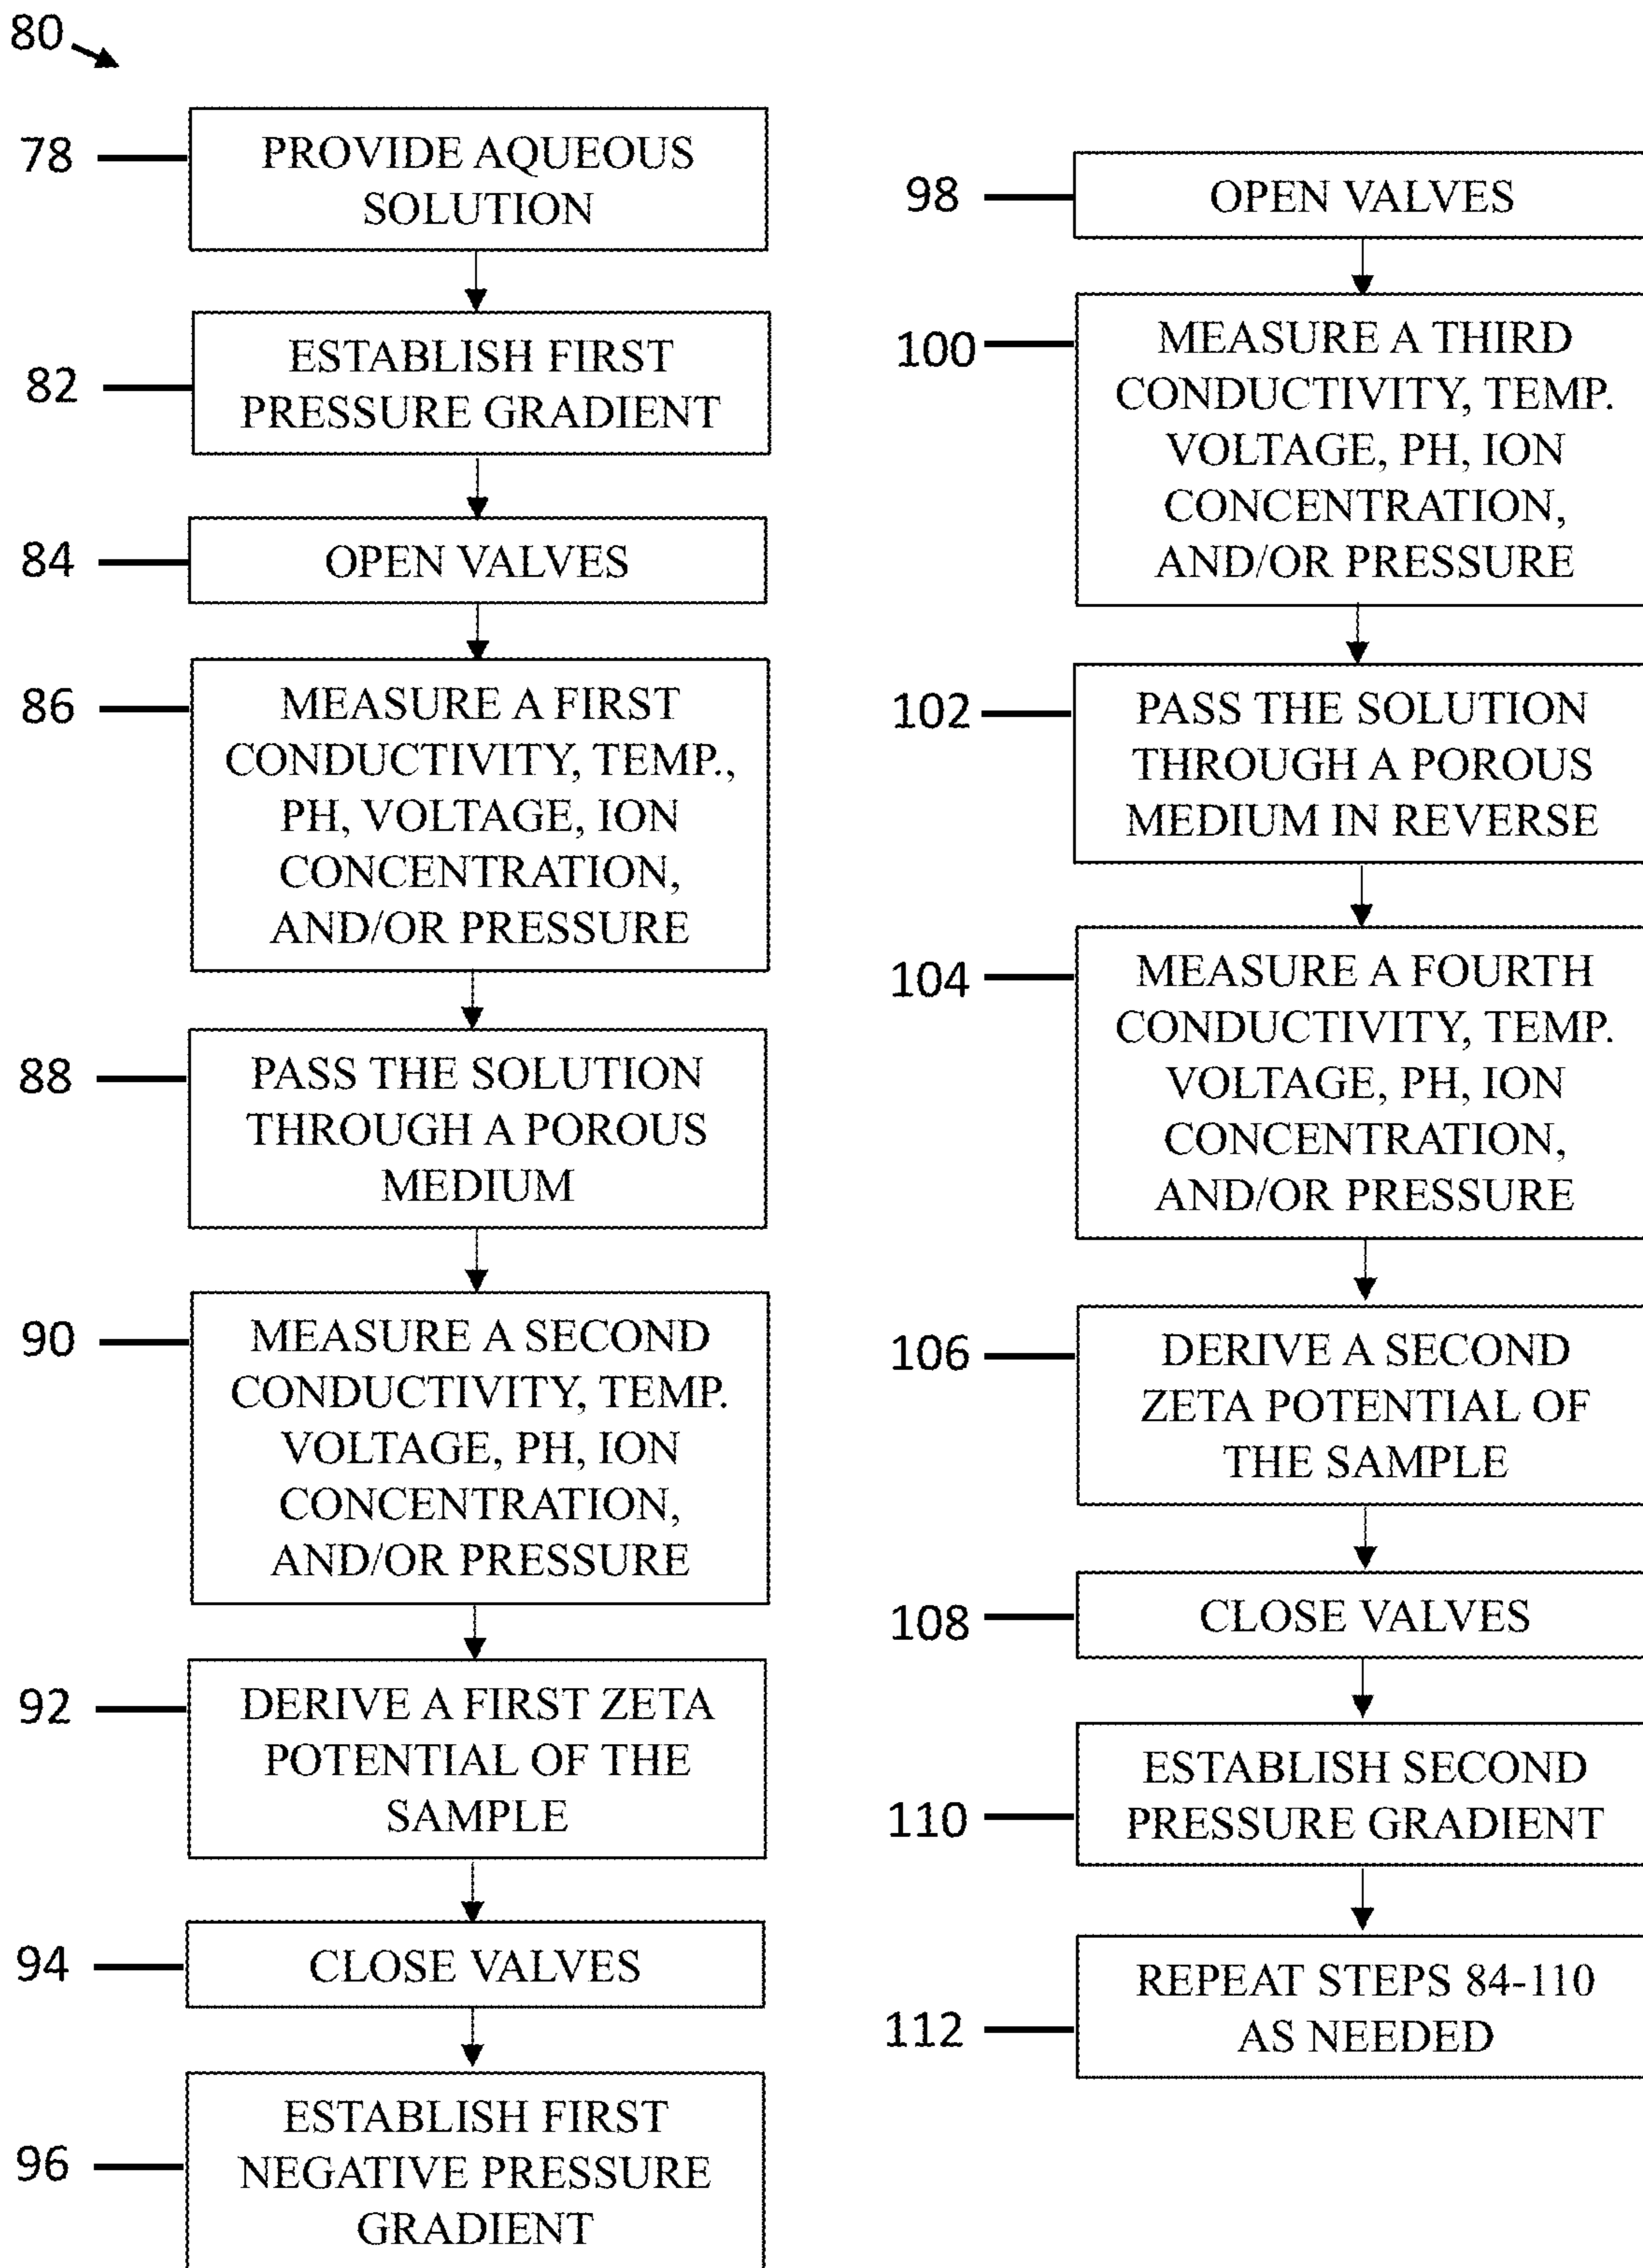 80
78
PROVIDE AQUEOUS
SOLUTION
82
ESTABLISH FIRST
PRESSURE GRADIENT
84
OPEN VALVES
86
MEASURE A FIRST
CONDUCTIVITY, TEMP.,
PH, VOLTAGE, ION
CONCENTRATION,
AND/OR PRESSURE
88
PASS THE SOLUTION
THROUGH A POROUS
MEDIUM
90
MEASURE A SECOND
CONDUCTIVITY, TEMP.
VOLTAGE, PH, ION
CONCENTRATION,
AND/OR PRESSURE
92
DERIVE A FIRST ZETA
POTENTIAL OF THE
SAMPLE
94
CLOSE VALVES
96
ESTABLISH FIRST
NEGATIVE PRESSURE
GRADIENT
98
OPEN VALVES
100
MEASURE A THIRD
CONDUCTIVITY, TEMP.
VOLTAGE, PH, ION
CONCENTRATION,
AND/OR PRESSURE
102
PASS THE SOLUTION
THROUGH A POROUS
MEDIUM IN REVERSE
104
MEASURE A FOURTH
CONDUCTIVITY, TEMP.
VOLTAGE, PH, ION
CONCENTRATION,
AND/OR PRESSURE
106
DERIVE A SECOND
ZETA POTENTIAL OF
THE SAMPLE
108
CLOSE VALVES
110
ESTABLISH SECOND
PRESSURE GRADIENT
112
REPEAT STEPS 84-110
AS NEEDED